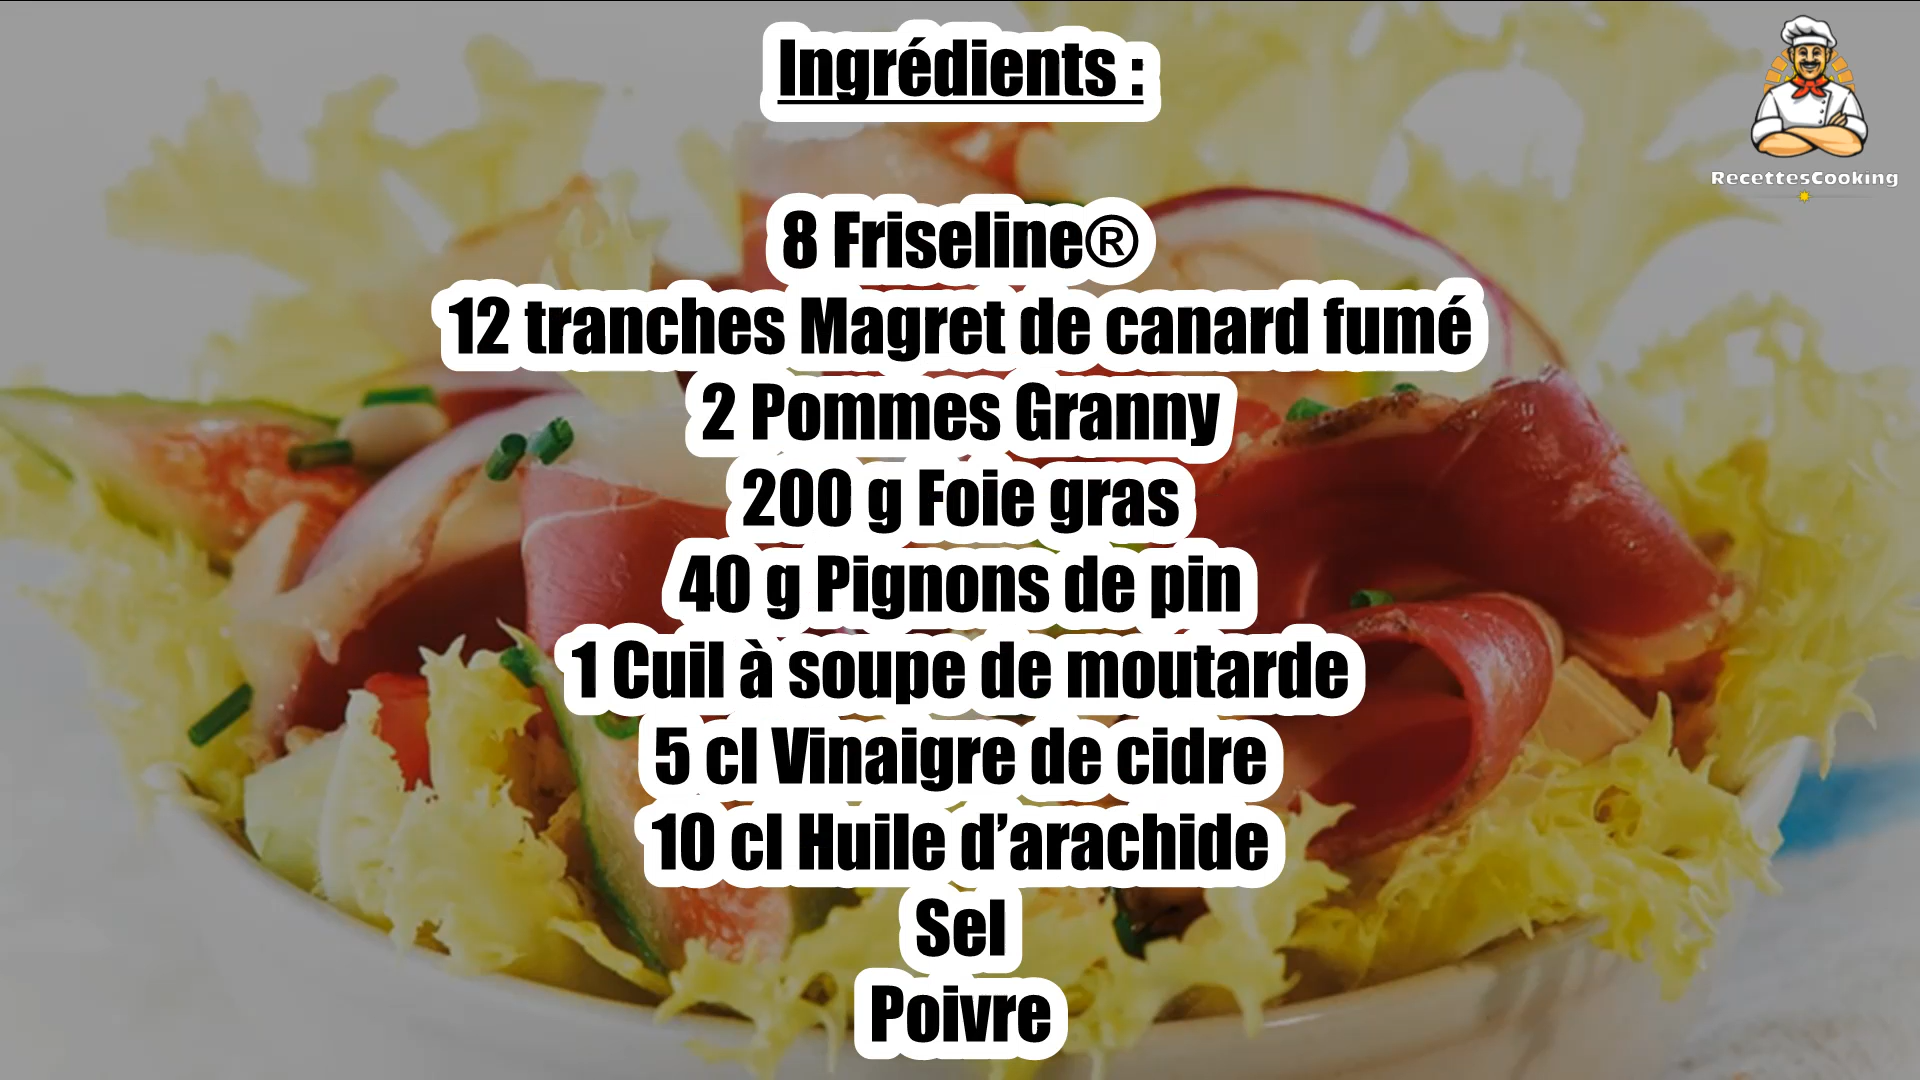 Ingrédients :
RecettesCooking
8 Friseline®
12 tranches Magret de canard fumé
2 Pommes Granny
200 g Foie gras
40 g Pignons de pin
1 Cuil à soupe de moutarde
5 cl Vinaigre de cidre
10 cl Huile d’arachide
Sel
Poivre